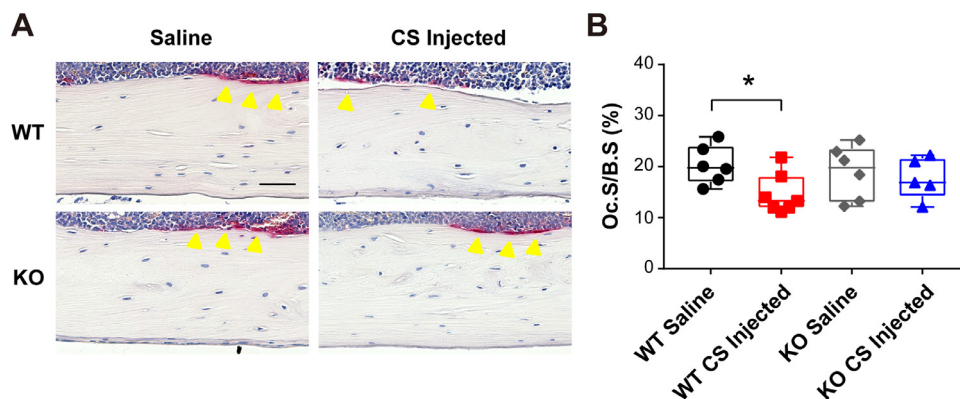 A
B
Saline
CS Injected
WT
KO
Oc.S/B.S (%)
40
30
20
10
0
*
WT Saline
WT CS Injected
KO Saline
KO CS Injected